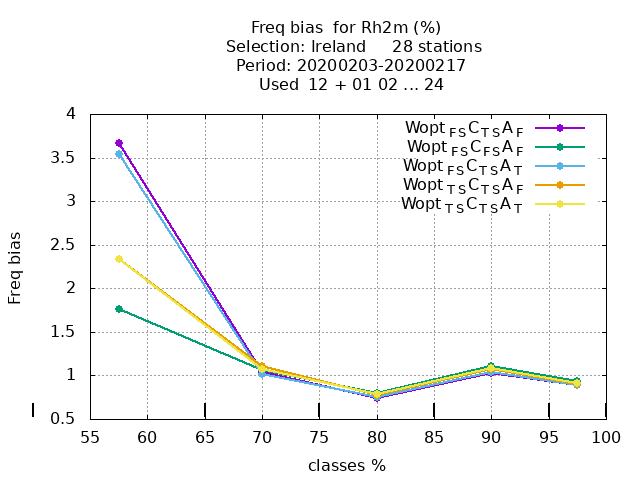 Freq bias  for Rh2m (%)
Selection: Ireland     28 stations
Period: 20200203-20200217
Used  12 + 01 02 ... 24
4
3.5
3
2.5
2
1.5
1
0.5
Freq bias
Wopt FS C TS A F
Wopt FS C FS A F
Wopt FS C TS A T
Wopt TS C TS A F
Wopt TS C TS A T
55 60 65 70 75 80 85 90 95 100
classes %